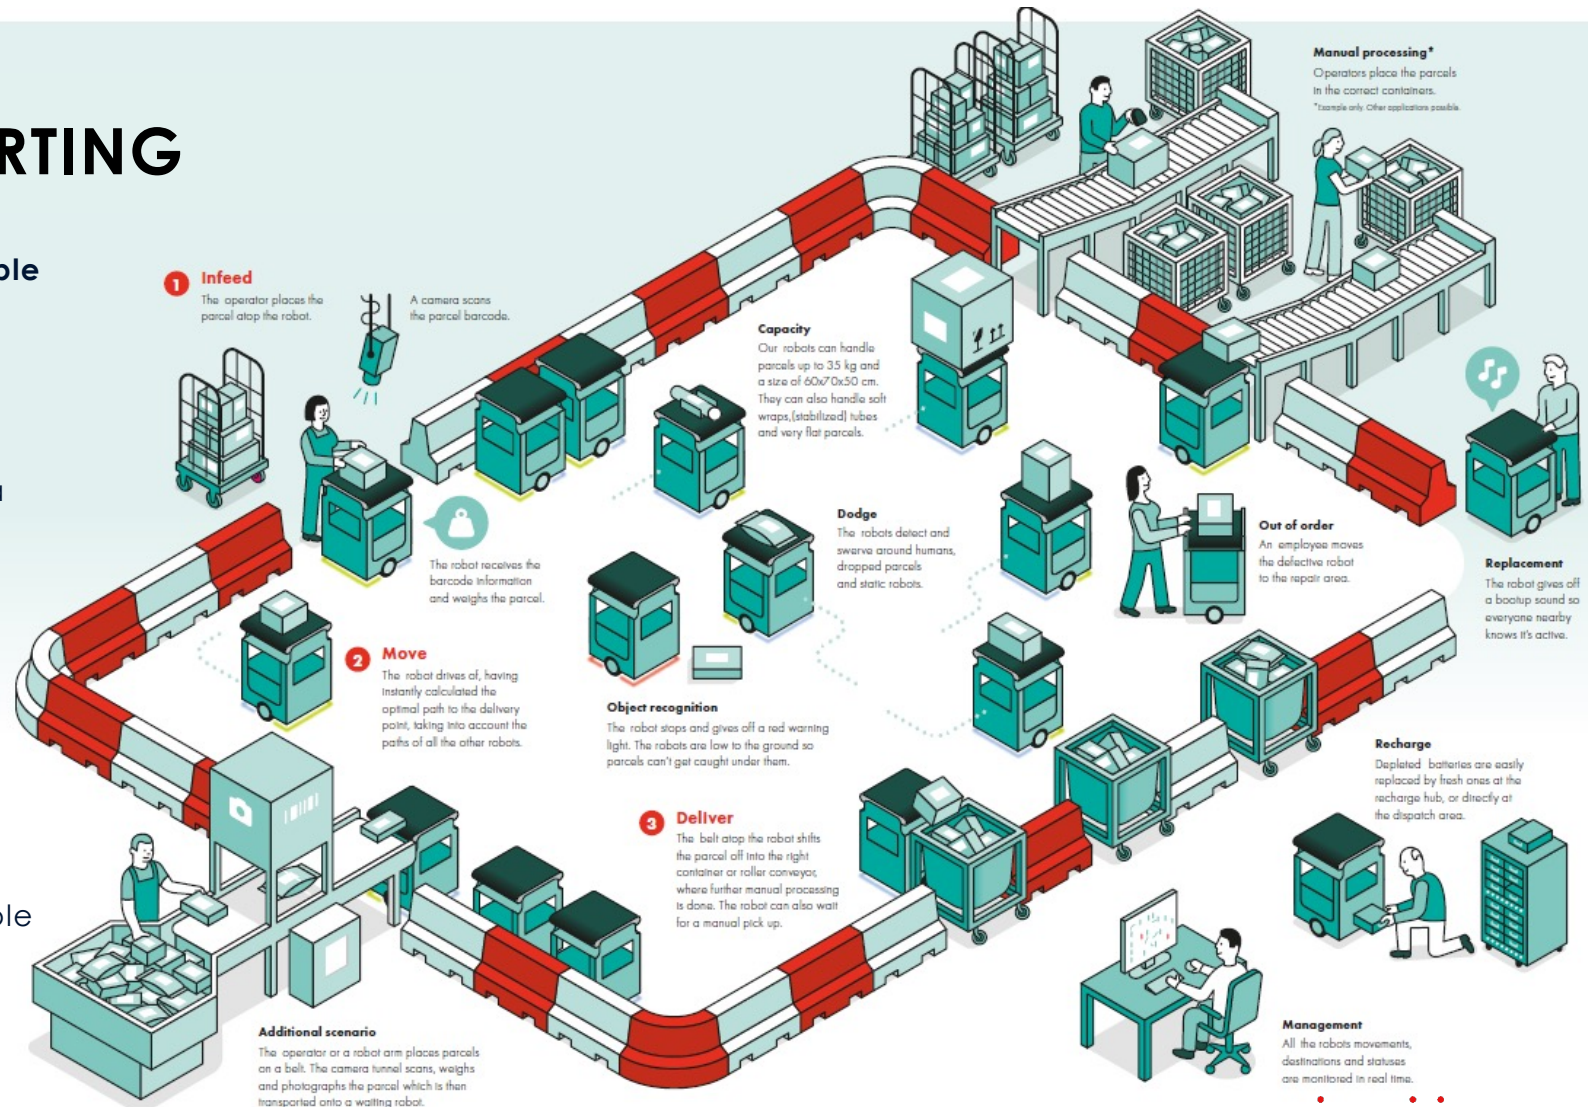 RTING
ble
ple
1 Infeed
The operator places the
parcel atop the robot.
A camera scans
the parcel barcode.
The robot receives the
barcode information
and weighs the parcel.
2 Move
The robot drives of, having
instantly calculated the
optimal path to the delivery
point, taking into account the
paths of all the other robots.
Capacity
Our robots can handle
parcels up to 35 kg and
a size of 60x70x50 cm.
They can also handle soft
wraps,(stabilized) tubes
and very flat parcels.
Manual processing*
Operators place the parcels
in the correct containers.
*Example only. Other applications possible.
Dodge
The robots detect and
swerve around humans,
dropped parcels
and static robots.
Out of order
An employee moves
the defective robot
to the repair area.
Replacement
The robot gives off
a bootup sound so
everyone nearby
knows it's active.
Object recognition
The robot stops and gives off a red warning
light. The robots are low to the ground so
parcels can't get caught under them.
3 Deliver
The belt atop the robot shifts
the parcel off into the right
container or roller conveyor,
where further manual processing
is done. The robot can also wait
for a manual pick up.
Recharge
Depleted batteries are easily
replaced by fresh ones at the
recharge hub, or directly at
the dispatch area.
Additional scenario
The operator or a robot arm places parcels
on a belt. The camera tunnel scans, weighs
and photographs the parcel which is then
transported onto a waiting robot.
Management
All the robots movements,
destinations and statuses
are monitored in real time.